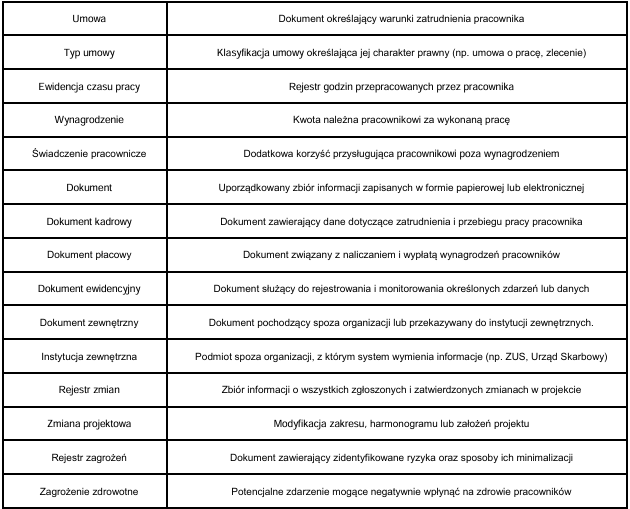 Umowa Dokument określający warunki zatrudnienia pracownika
Typ umowy Klasyfikacja umowy określająca jej charakter prawny (np. umowa o pracę, zlecenie)
Ewidencja czasu pracy Rejestr godzin przepracowanych przez pracownika
Wynagrodzenie Kwota należna pracownikowi za wykonaną pracę
Świadczenie pracownicze Dodatkowa korzyść przysługująca pracownikowi poza wynagrodzeniem
Dokument Uporządkowany zbiór informacji zapisanych w formie papierowej lub elektronicznej
Dokument kadrowy Dokument zawierający dane dotyczące zatrudnienia i przebiegu pracy pracownika
Dokument płacowy Dokument związany z naliczaniem i wypłatą wynagrodzeń pracowników
Dokument ewidencyjny Dokument służący do rejestrowania i monitorowania określonych zdarzeń lub danych
Dokument zewnętrzny Dokument pochodzący spoza organizacji lub przekazywany do instytucji zewnętrznych.
Instytucja zewnętrzna Podmiot spoza organizacji, z którym system wymienia informacje (np. ZUS, Urząd Skarbowy)
Rejestr zmian Zbiór informacji o wszystkich zgłoszonych i zatwierdzonych zmianach w projekcie
Zmiana projektowa Modyfikacja zakresu, harmonogramu lub założeń projektu
Rejestr zagrożeń Dokument zawierający zidentyfikowane ryzyka oraz sposoby ich minimalizacji
Zagrożenie zdrowotne Potencjalne zdarzenie mogące negatywnie wpłynąć na zdrowie pracowników